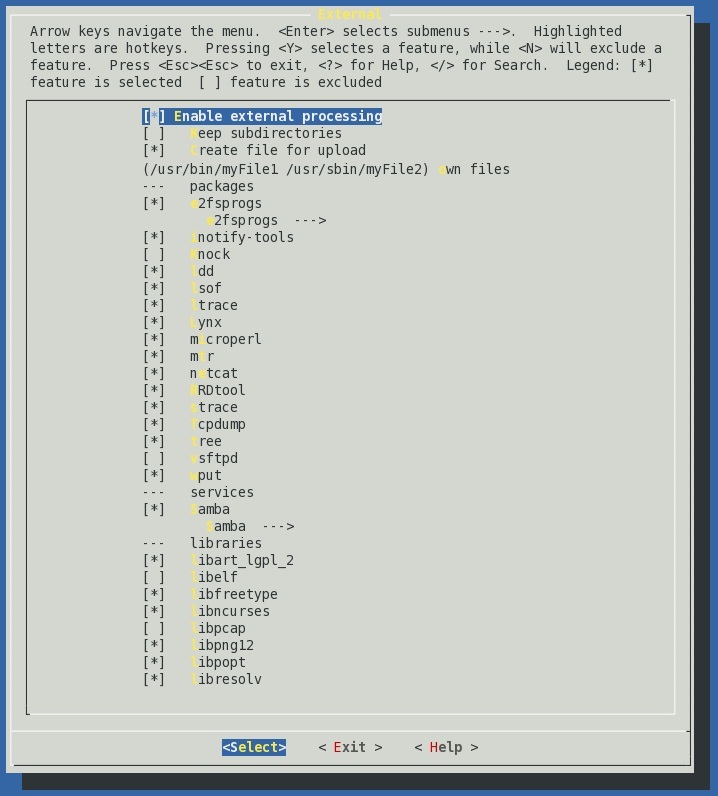 External
Arrow keys navigate the menu.  <Enter> selects submenus --->.  Highlighted
letters are hotkeys.  Pressing <Y> selectes a feature, while <N> will exclude a
feature.  Press <Esc><Esc> to exit, <?> for Help, </> for Search.  Legend: [*]
feature is selected  [ ] feature is excluded
[*] Enable external processing
[ ]   Keep subdirectories
[*]   Create file for upload
(/usr/bin/myFile1 /usr/sbin/myFile2) own files
---   packages
[*]   e2fsprogs
e2fsprogs  --->
[*]   inotify-tools
[ ]   Knock
[*]   ldd
[*]   lsof
[*]   ltrace
[*]   Lynx
[*]   microperl
[*]   mtr
[*]   netcat
[*]   RRDtool
[*]   strace
[*]   Tcpdump
[*]   tree
[ ]   vsftpd
[*]   wput
---   services
[*]   Samba
Samba  --->
---   libraries
[*]   libart_lgpl_2
[ ]   libelf
[*]   libfreetype
[*]   libncurses
[ ]   libpcap
[*]   libpng12
[*]   libpopt
[*]   libresolv
<Select>    < Exit >    < Help >